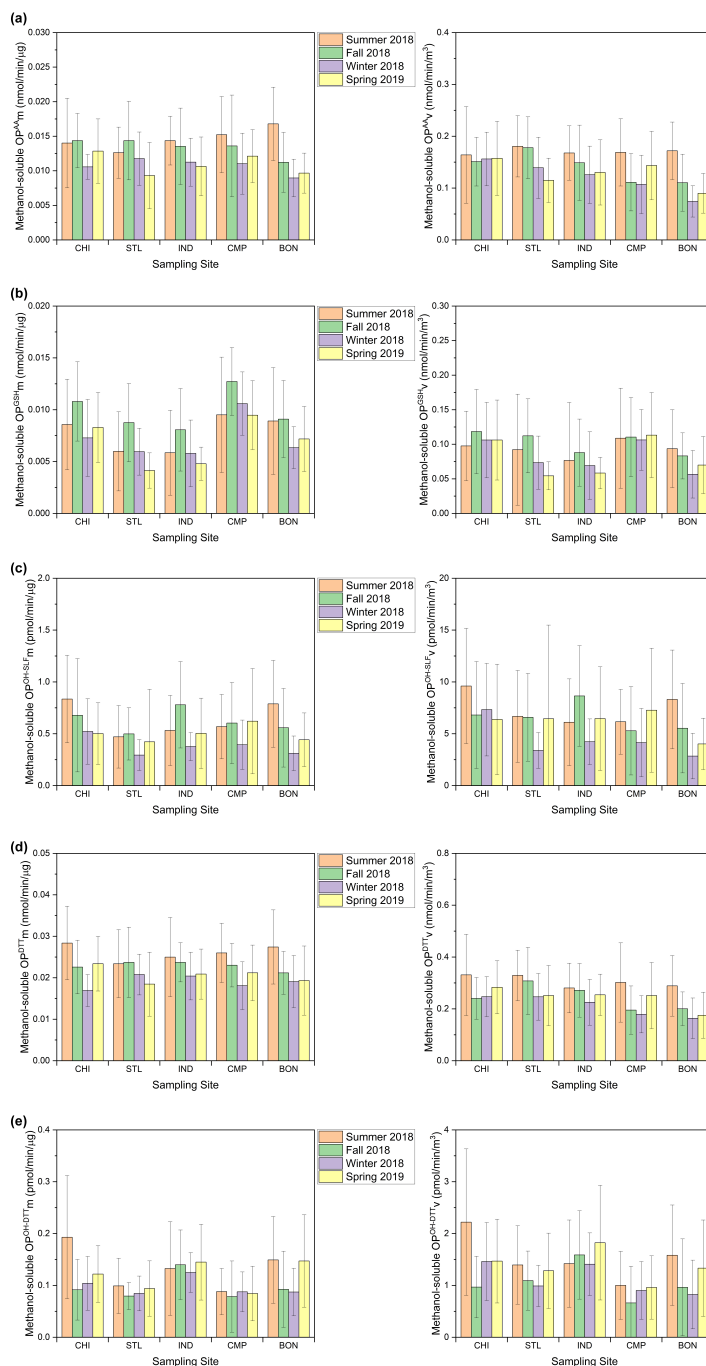 (a)
Methanol-soluble OP^AAm (nmol/min/μg)
0.030
0.025
0.020
0.015
0.010
0.005
0.000
CHI STL IND CMP BON
Sampling Site
Summer 2018
Fall 2018
Winter 2018
Spring 2019
Methanol-soluble OP^AAv (nmol/min/m³)
0.4
0.3
0.2
0.1
0.0
CHI STL IND CMP BON
Sampling Site
(b)
Methanol-soluble OP^GSHm (nmol/min/μg)
0.020
0.015
0.010
0.005
0.000
CHI STL IND CMP BON
Sampling Site
Summer 2018
Fall 2018
Winter 2018
Spring 2019
Methanol-soluble OP^GSHv (nmol/min/m³)
0.30
0.25
0.20
0.15
0.10
0.05
0.00
CHI STL IND CMP BON
Sampling Site
(c)
Methanol-soluble OP^OH-SLFm (pmol/min/μg)
2.0
1.5
1.0
0.5
0.0
CHI STL IND CMP BON
Sampling Site
Summer 2018
Fall 2018
Winter 2018
Spring 2019
Methanol-soluble OP^OH-SLFv (pmol/min/m³)
20
15
10
5
0
CHI STL IND CMP BON
Sampling Site
(d)
Methanol-soluble OP^DTTm (nmol/min/μg)
0.05
0.04
0.03
0.02
0.01
0.00
CHI STL IND CMP BON
Sampling Site
Summer 2018
Fall 2018
Winter 2018
Spring 2019
Methanol-soluble OP^DTTv (nmol/min/m³)
0.8
0.6
0.4
0.2
0.0
CHI STL IND CMP BON
Sampling Site
(e)
Methanol-soluble OP^OH-DTTm (pmol/min/μg)
0.4
0.3
0.2
0.1
0.0
CHI STL IND CMP BON
Sampling Site
Summer 2018
Fall 2018
Winter 2018
Spring 2019
Methanol-soluble OP^OH-DTTv (pmol/min/m³)
4
3
2
1
0
CHI STL IND CMP BON
Sampling Site